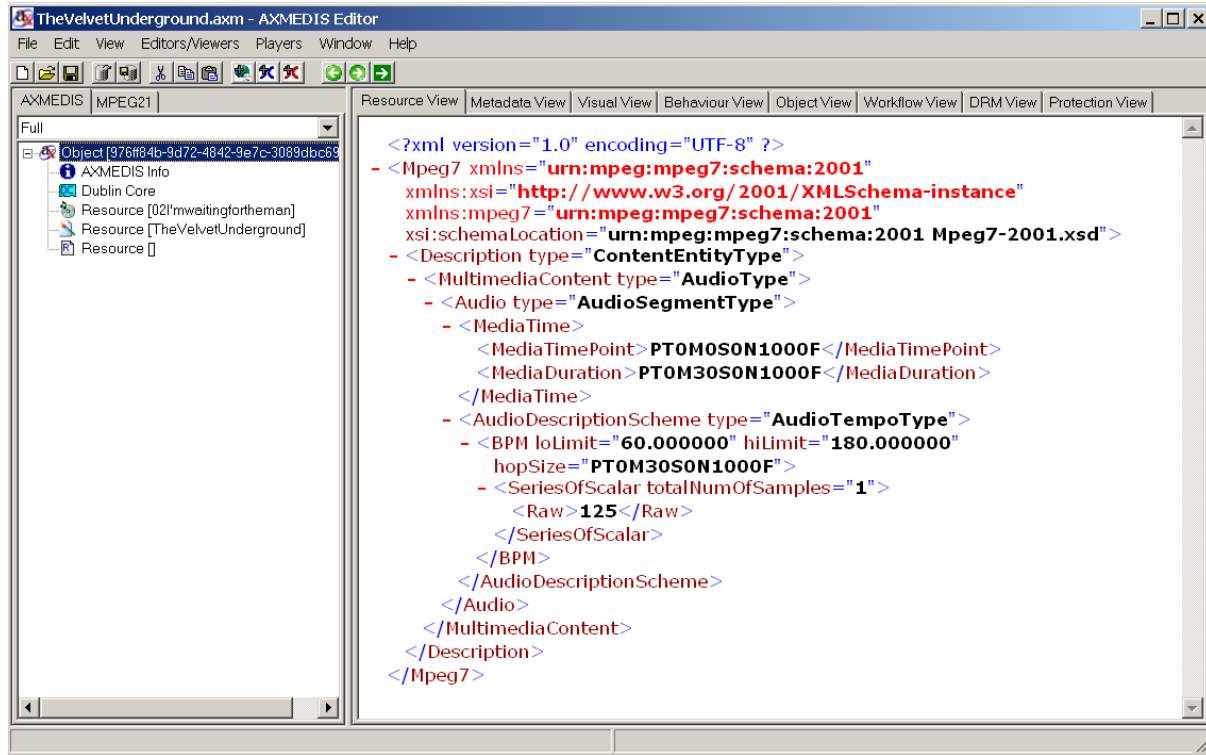 TheVelvetUnderground.axm - AXMEDIS Editor
File Edit View Editors/Viewers Players Window Help
AXMEDIS MPEG21
Full
Object [976ff84b-9d72-4842-9e7c-3089dbc69
AXMEDIS Info
Dublin Core
Resource [02I'mwaitingfortheman]
Resource [TheVelvetUnderground]
Resource []
Resource View Metadata View Visual View Behaviour View Object View Workflow View DRM View Protection View
<?xml version="1.0" encoding="UTF-8" ?>
- <Mpeg7 xmlns="urn:mpeg:mpeg7:schema:2001"
xmlns:xsi="http://www.w3.org/2001/XMLSchema-instance"
xmlns:mpeg7="urn:mpeg:mpeg7:schema:2001"
xsi:schemaLocation="urn:mpeg:mpeg7:schema:2001 Mpeg7-2001.xsd">
- <Description type="ContentEntityType">
- <MultimediaContent type="AudioType">
- <Audio type="AudioSegmentType">
- <MediaTime>
<MediaTimePoint>PT0M0S0N1000F</MediaTimePoint>
<MediaDuration>PT0M30S0N1000F</MediaDuration>
</MediaTime>
- <AudioDescriptionScheme type="AudioTempoType">
- <BPM loLimit="60.000000" hiLimit="180.000000"
hopSize="PT0M30S0N1000F">
- <SeriesOfScalar totalNumOfSamples="1">
<Raw>125</Raw>
</SeriesOfScalar>
</BPM>
</AudioDescriptionScheme>
</Audio>
</MultimediaContent>
</Description>
</Mpeg7>